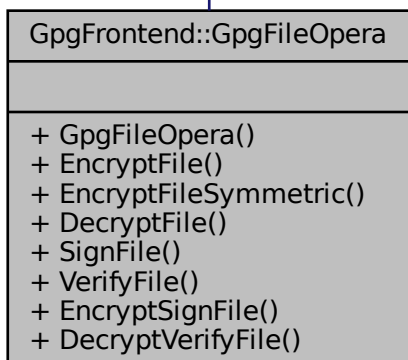 GpgFrontend::GpgFileOpera
+ GpgFileOpera()
+ EncryptFile()
+ EncryptFileSymmetric()
+ DecryptFile()
+ SignFile()
+ VerifyFile()
+ EncryptSignFile()
+ DecryptVerifyFile()